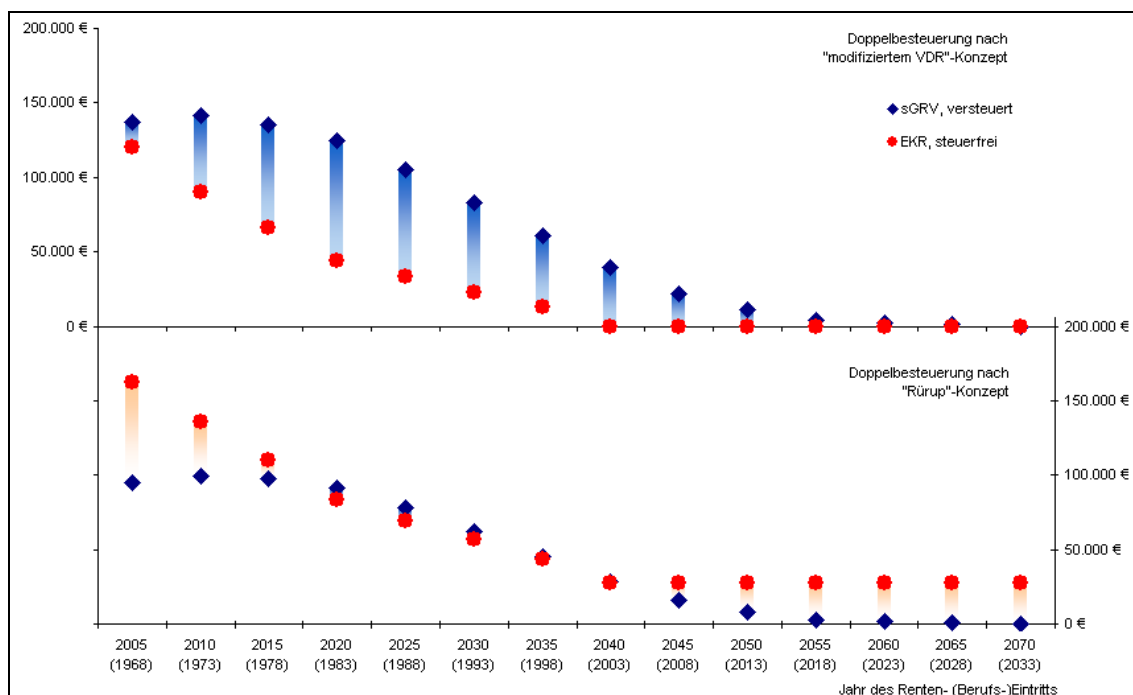 200.000 €
150.000 €
100.000 €
50.000 €
0 €
Doppelbesteuerung nach
"modifiziertem VDR"-Konzept
sGRV, versteuert
EKR, steuerfrei
200.000 €
150.000 €
100.000 €
50.000 €
0 €
Doppelbesteuerung nach
"Rürup"-Konzept
2005 2010 2015 2020 2025 2030 2035 2040 2045 2050 2055 2060 2065 2070
(1968) (1973) (1978) (1983) (1988) (1993) (1998) (2003) (2008) (2013) (2018) (2023) (2028) (2033)
Jahr des Renten- (Berufs-)Eintritts